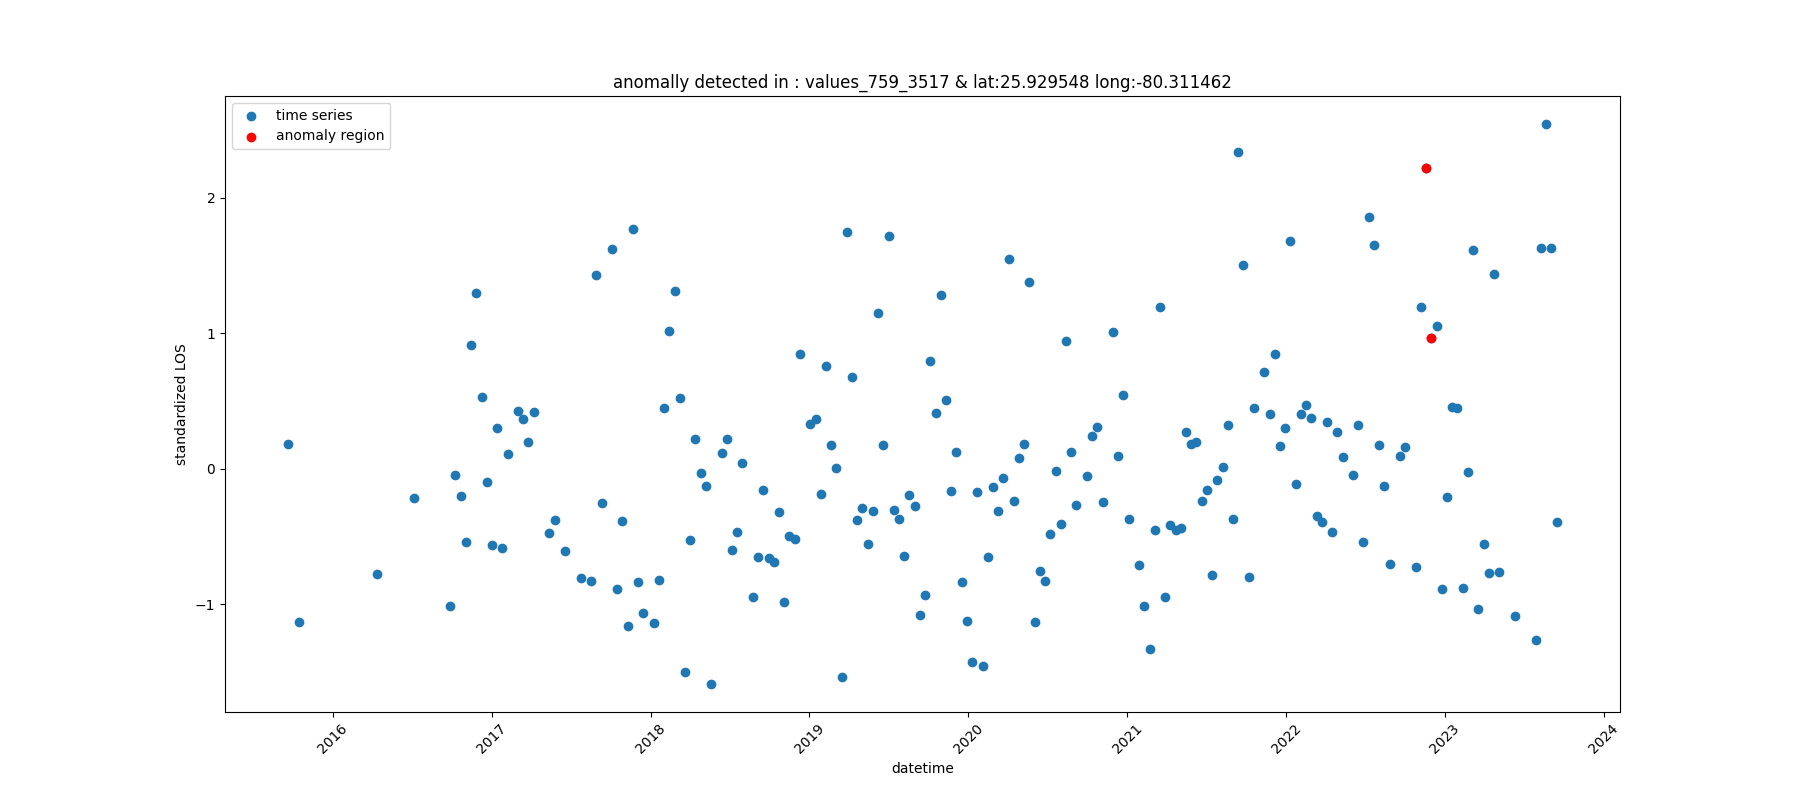 anomally detected in : values_759_3517 & lat:25.929548 long:-80.311462
time series
anomaly region
standardized LOS
2
1
0
−1
2016
2017
2018
2019
2020
2021
2022
2023
2024
datetime